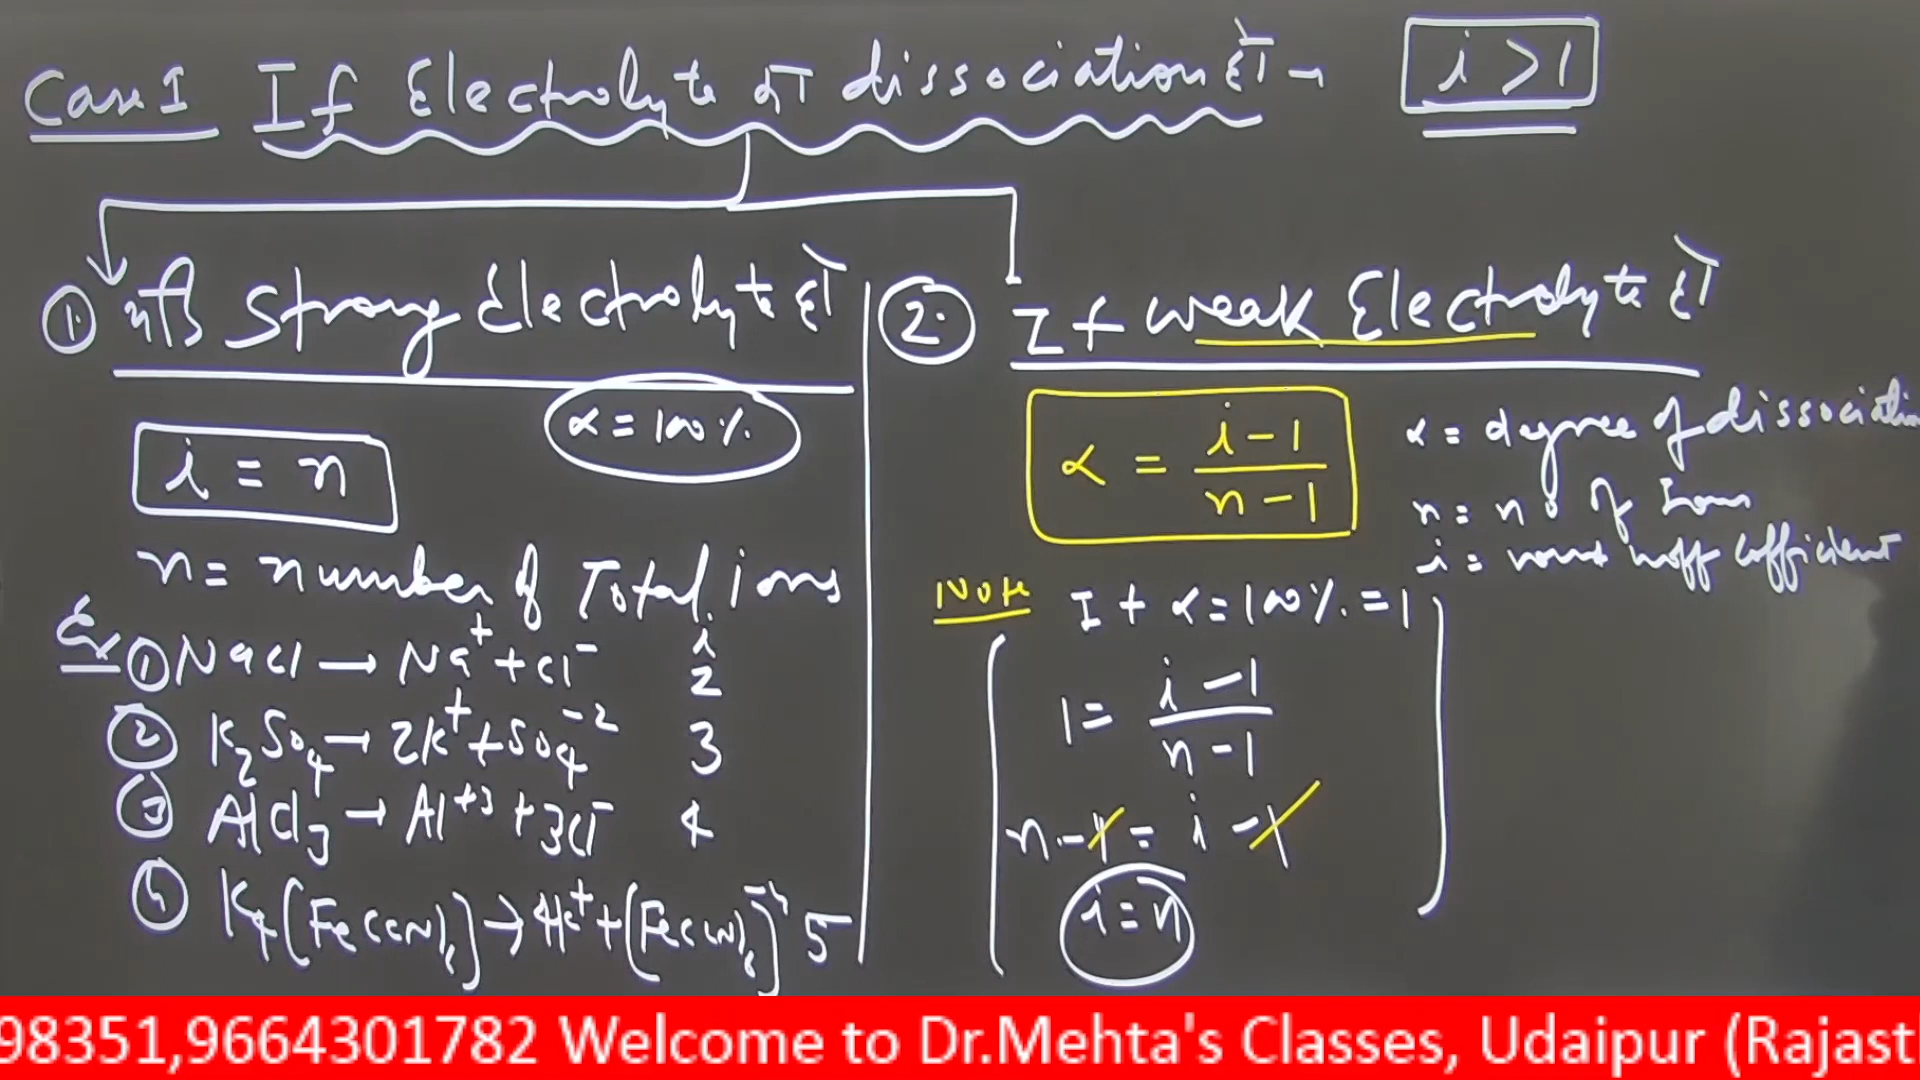 Case I If Electrolyte का dissociation हो → i > 1
① यदि Strong Electrolyte हो
α = 100%
i = n
n = number of Total ions
Ex i
① NaCl → Na⁺ + Cl⁻ 2
② K₂SO₄ → 2K⁺ + SO₄⁻² 3
③ AlCl₃ → Al⁺³ + 3Cl⁻ 4
④ K₄[Fe(CN)₆] → 4K⁺ + [Fe(CN)₆]⁻⁴ 5
②. If weak Electrolyte हो
α = (i - 1)/(n - 1)
α = degree of dissociation
n = no of Ions
i = vont hoff cofficient
Note If α = 100% = 1
1 = (i - 1)/(n - 1)
n - 1 = i - 1
i = n
98351,9664301782 Welcome to Dr.Mehta's Classes, Udaipur (Rajast